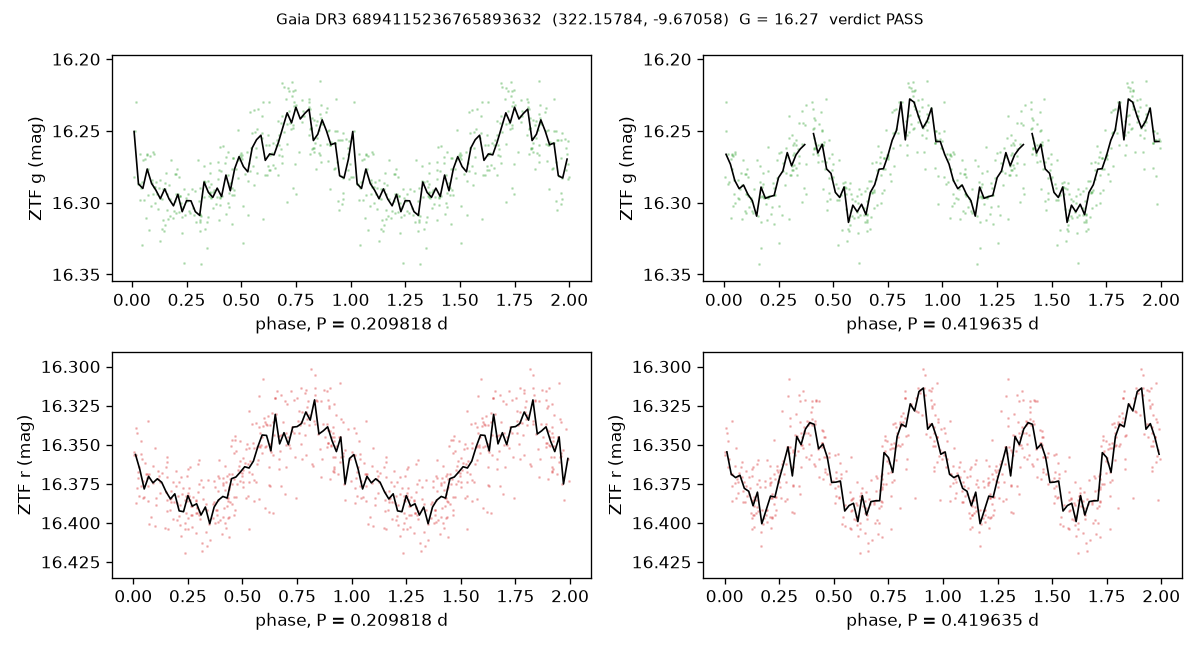 Gaia DR3 6894115236765893632  (322.15784, -9.67058)  G = 16.27  verdict PASS
ZTF g (mag)
16.20
16.25
16.30
16.35
0.00 0.25 0.50 0.75 1.00 1.25 1.50 1.75 2.00
phase, P = 0.209818 d
ZTF g (mag)
16.20
16.25
16.30
16.35
0.00 0.25 0.50 0.75 1.00 1.25 1.50 1.75 2.00
phase, P = 0.419635 d
ZTF r (mag)
16.300
16.325
16.350
16.375
16.400
16.425
0.00 0.25 0.50 0.75 1.00 1.25 1.50 1.75 2.00
phase, P = 0.209818 d
ZTF r (mag)
16.300
16.325
16.350
16.375
16.400
16.425
0.00 0.25 0.50 0.75 1.00 1.25 1.50 1.75 2.00
phase, P = 0.419635 d